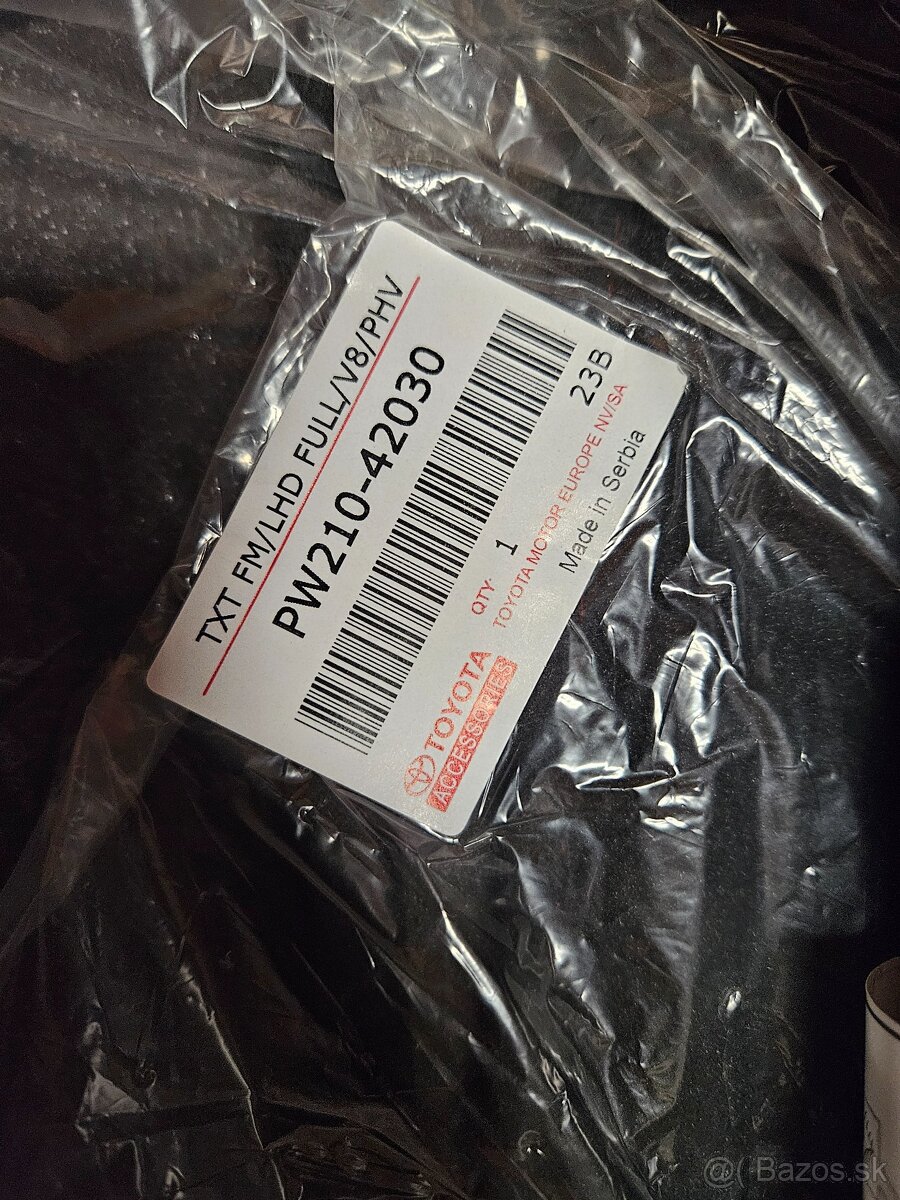 TXT FM/LHD FULL/V8/PHV
PW210-42030
QTY 1
23B
TOYOTA MOTOR EUROPE NV/SA
Made in Serbia
TOYOTA
ACCESSORIES
@( Bazos.sk